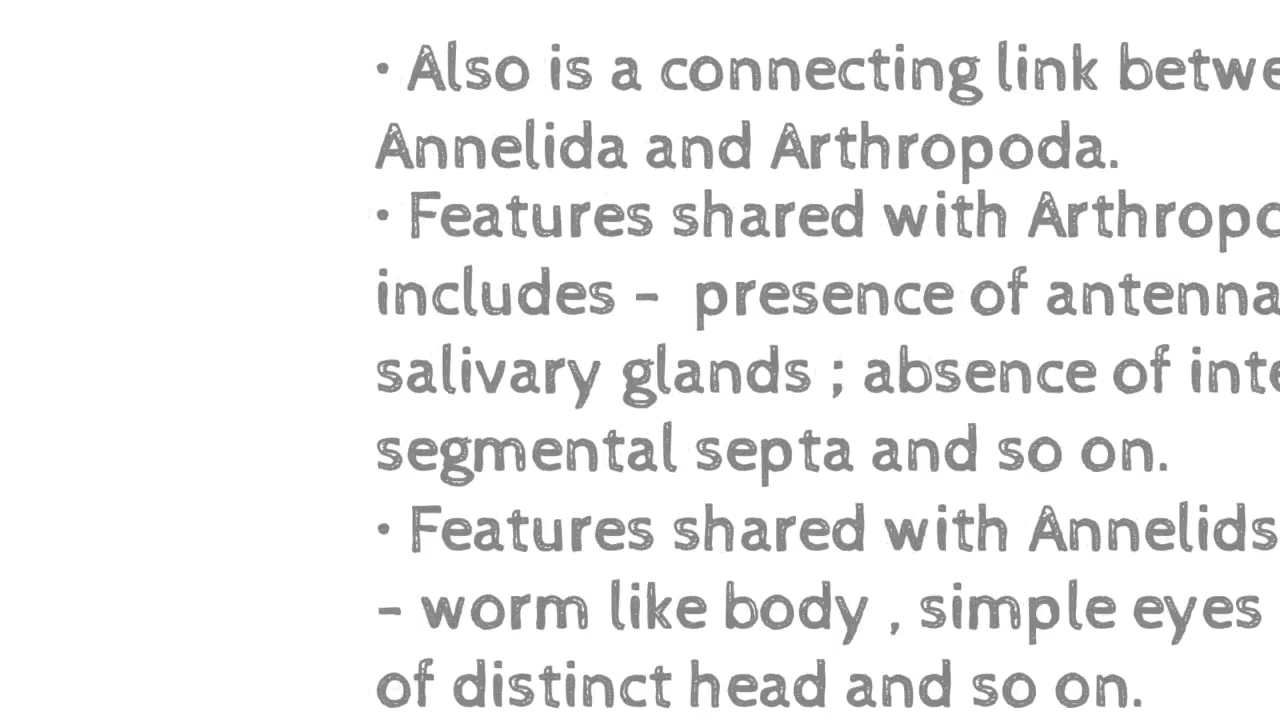 • Also is a connecting link betwe
Annelida and Arthropoda.
• Features shared with Arthropo
includes - presence of antenna
salivary glands ; absence of inte
segmental septa and so on.
• Features shared with Annelids
- worm like body , simple eyes
of distinct head and so on.